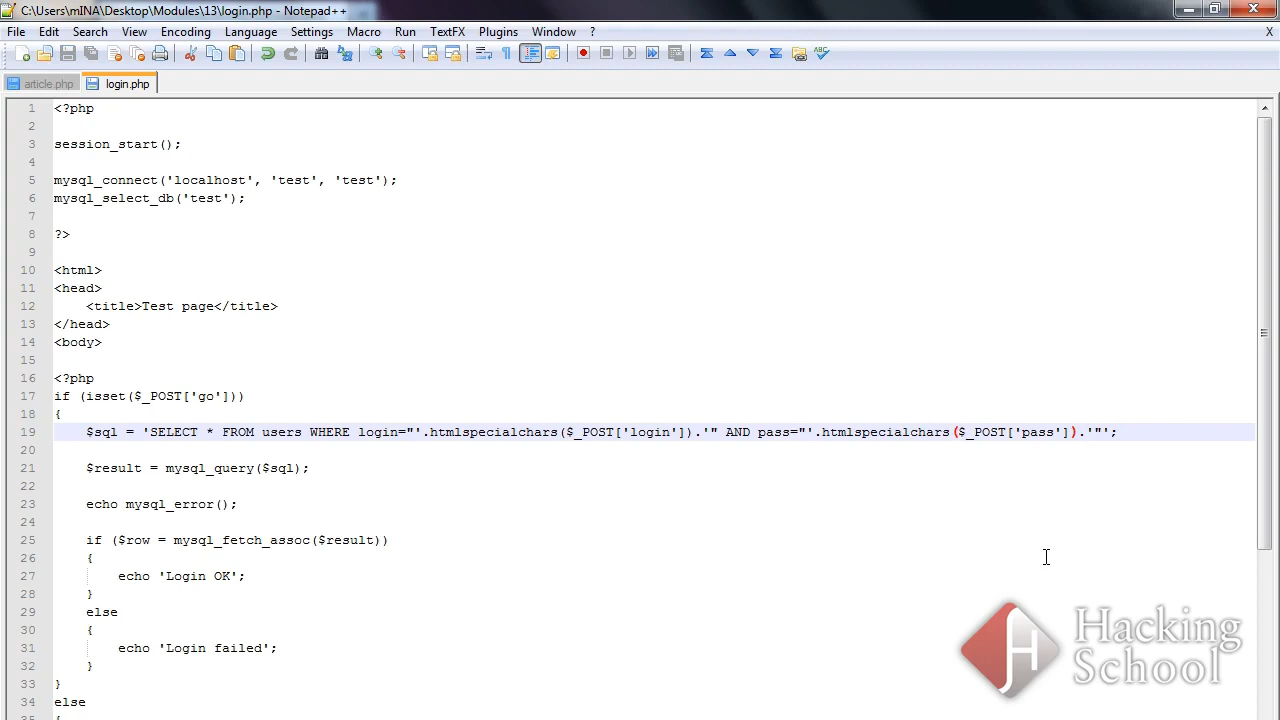 C:\Users\mINA\Desktop\Modules\13\login.php - Notepad++
File Edit Search View Encoding Language Settings Macro Run TextFX Plugins Window ? X
article.php login.php
1 <?php
2
3 session_start();
4
5 mysql_connect('localhost', 'test', 'test');
6 mysql_select_db('test');
7
8 ?>
9
10 <html>
11 <head>
12 <title>Test page</title>
13 </head>
14 <body>
15
16 <?php
17 if (isset($_POST['go']))
18 {
19 $sql = 'SELECT * FROM users WHERE login="'.htmlspecialchars($_POST['login']).'" AND pass="'.htmlspecialchars($_POST['pass']).'"';
20
21 $result = mysql_query($sql);
22
23 echo mysql_error();
24
25 if ($row = mysql_fetch_assoc($result))
26 {
27 echo 'Login OK';
28 }
29 else
30 {
31 echo 'Login failed';
32 }
33 }
34 else
35 {
Hacking
School